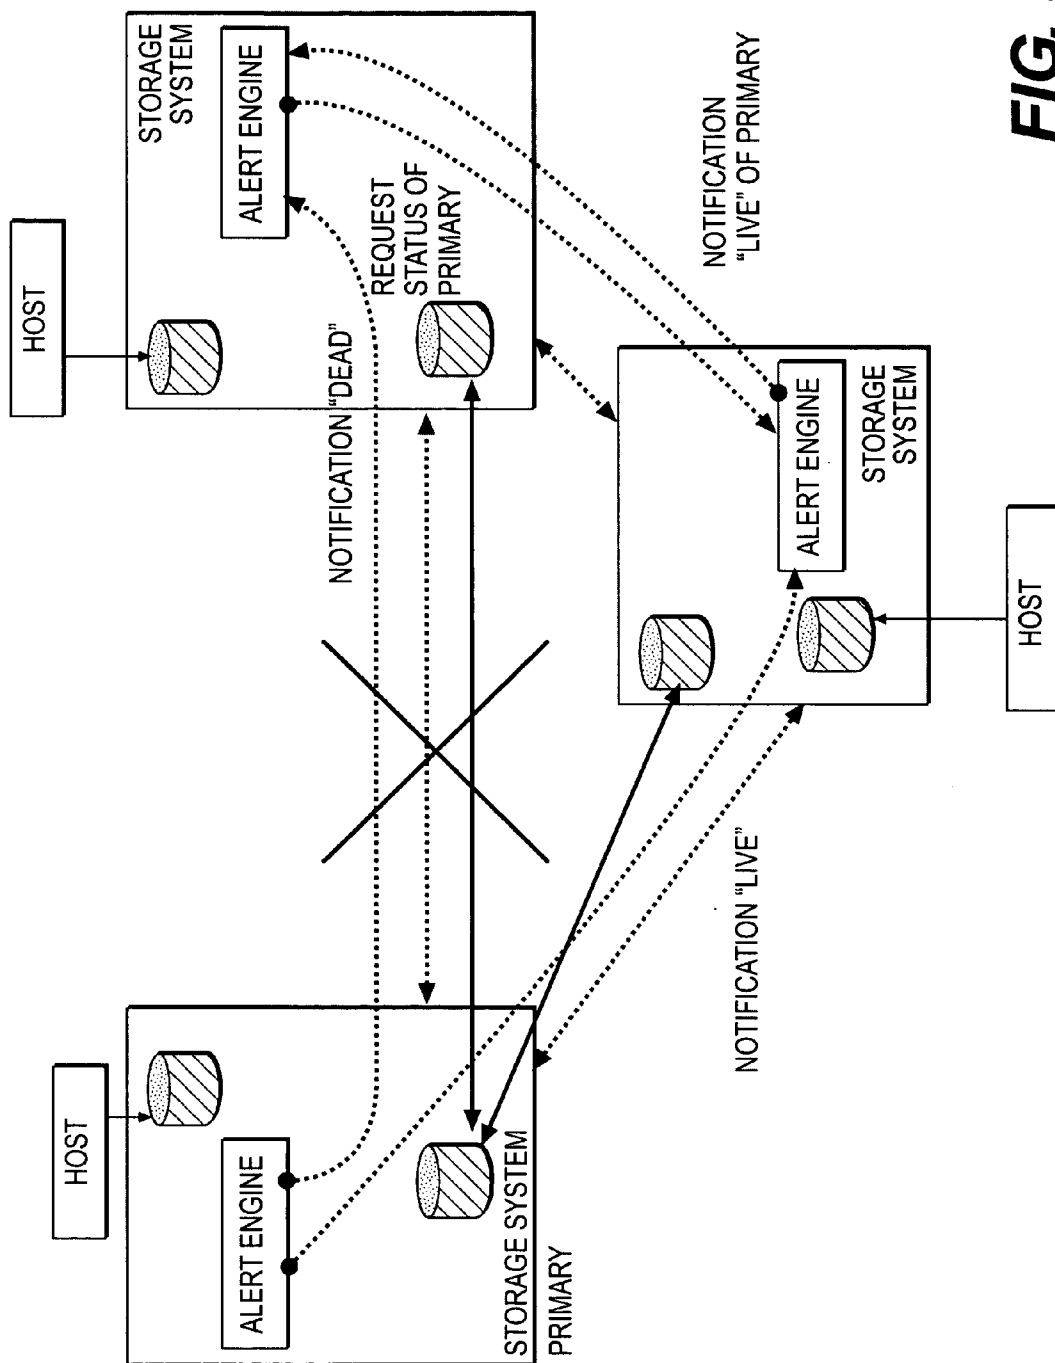 HOST
ALERT ENGINE
STORAGE SYSTEM
PRIMARY
NOTIFICATION "DEAD"
HOST
STORAGE
SYSTEM
ALERT ENGINE
REQUEST
STATUS OF
PRIMARY
NOTIFICATION "LIVE"
NOTIFICATION
"LIVE" OF PRIMARY
ALERT ENGINE
STORAGE
SYSTEM
HOST
FIG.